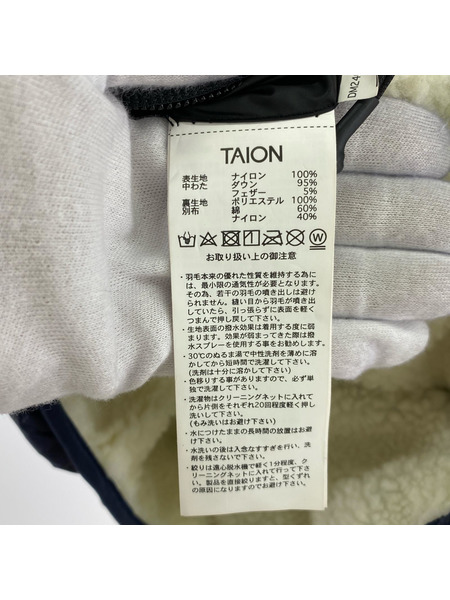 DM24
TAION
表生地 ナイロン 100%
中わた ダウン 95%
フェザー 5%
裏生地 ポリエステル 100%
別布 綿 60%
ナイロン 40%
W
お取り扱い上の御注意
・羽毛本来の優れた性質を維持する為に
は、最小限の通気性が必要となります。
その為、若干の羽毛の噴き出しは避け
られません。縫い目から羽毛が噴き出
していたら、引っ張らずに表面を軽く
つまんで押し戻して下さい。
・生地表面の撥水効果は着用する度に弱
まります。効果が弱まってきた際は撥
水スプレーを使用する事をお勧めします。
・30℃のぬるま湯で中性洗剤を薄めに溶
かしてから短時間で洗濯して下さい。
(洗剤は十分に溶かして下さい)
・色移りする事がありますので、必ず単
独で洗濯して下さい。
・洗濯物はクリーニングネットに入れて
から片側をそれぞれ20回程度軽く押し
洗いして下さい。
(もみ洗いはお避け下さい)
・水につけたままの長時間の放置はお避
け下さい。
・水洗いの後は入念なすすぎを行い、洗
剤を残さないで下さい。
・絞りは遠心脱水機で軽く1分程度、ク
リーニングネットに入れて行って下さ
い。製品を直接絞りますと、型くずれ
の原因になりますのでお避け下さい。